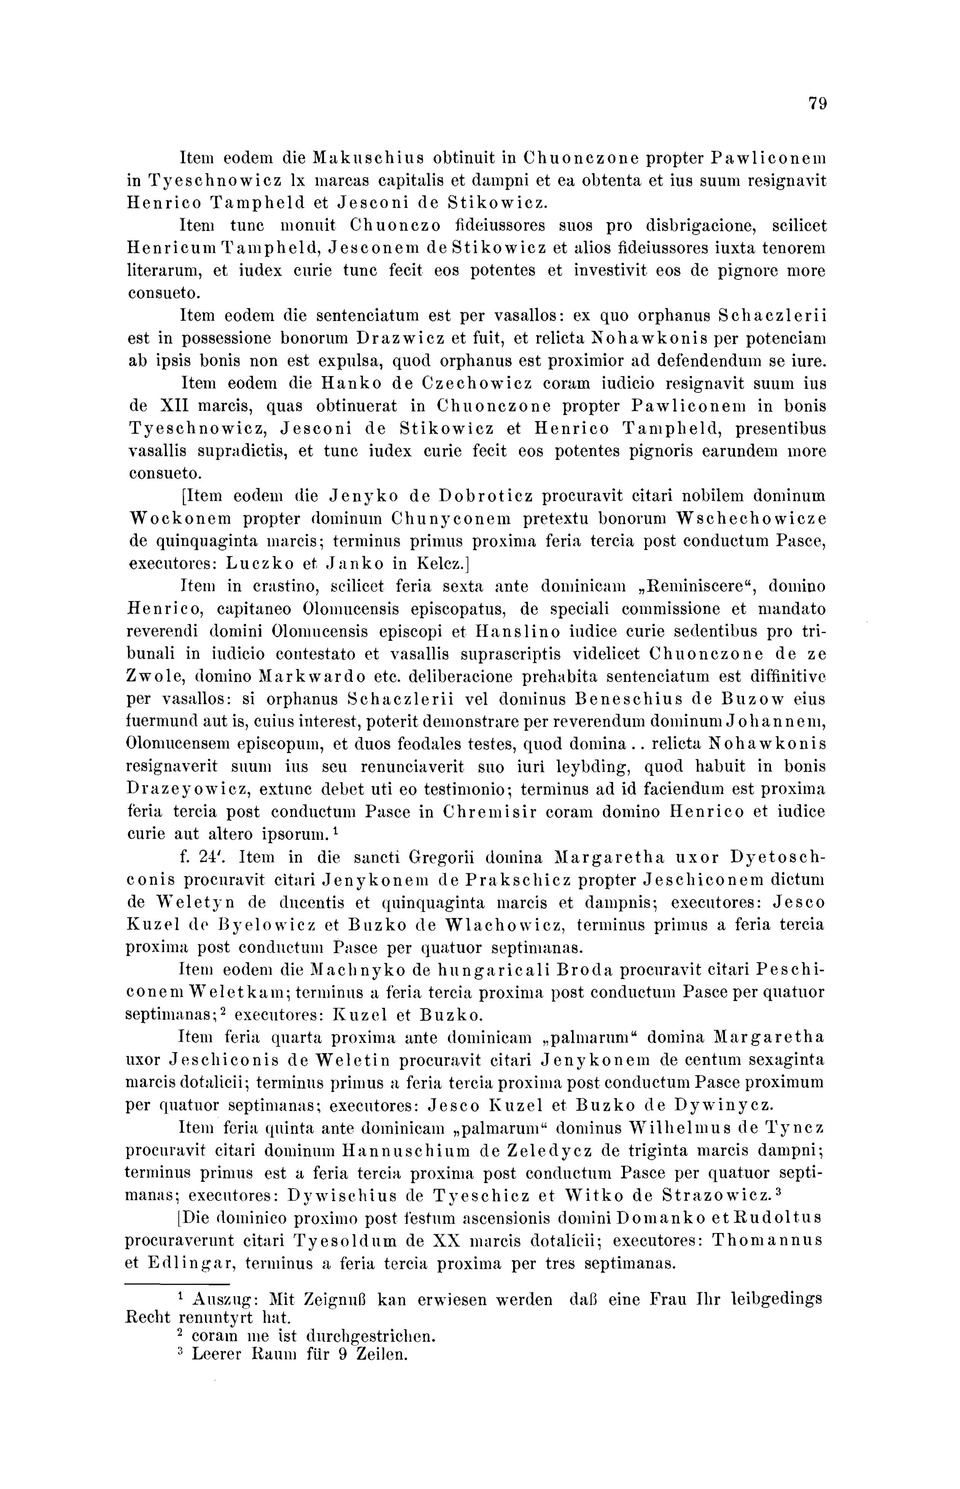 79
Item eodem die Makuschius obtinuit in Chuonczone propter Pawliconem
in Tyeschnowicz lx marcas capitalis et dampni et ea obtenta et ius suum resignavit
Henrico Tampheld et Jesconi de Stikowicz.
Item tunc monuit Chuonczo fideiussores suos pro disbrigacione, scilicet
Henricum Tampheld, Jesconem de Stikowicz et alios fideiussores iuxta tenorem
literarum, et iudex curie tunc fecit eos potentes et investivit eos de pignore more
consueto.
Item eodem die sentenciatum est per vasallos: ex quo orphanus Schaczlerii
est in possessione bonorum Drazwicz et fuit, et relicta Nohawkonis per potenciam
ab ipsis bonis non est expulsa, quod orphanus est proximior ad defendendum se iure.
Item eodem die Hanko de Czechowicz coram iudicio resignavit suum ius
de XII marcis, quas obtinuerat in Chuonczone propter Pawliconem in bonis
Tyeschnowicz, Jesconi de Stikowicz et Henrico Tampheld, presentibus
vasallis supradictis, et tunc iudex curie fecit eos potentes pignoris earundem more
consueto.
[Item eodem die Jenyko de Dobroticz procuravit citari nobilem dominum
Wockonem propter dominum Chunyconem pretextu bonorum Wschechowicze
de quinquaginta marcis; terminus primus proxima feria tercia post conductum Pasce,
executores: Luczko et Janko in Kelcz.]
Item in crastino, scilicet feria sexta ante dominicam „Reminiscere“, domino
Henrico, capitaneo Olomucensis episcopatus, de speciali commissione et mandato
reverendi domini Olomucensis episcopi et Hanslino iudice curie sedentibus pro tri-
bunali in iudicio contestato et vasallis suprascriptis videlicet Chuonczone de ze
Zwole, domino Markwardo etc. deliberacione prehabita sentenciatum est diffinitive
per vasallos: si orphanus Schaczlerii vel dominus Beneschius de Buzow eius
fuermund aut is, cuius interest, poterit demonstrare per reverendum dominum Johannem,
Olomucensem episcopum, et duos feodales testes, quod domina . . relicta Nohawkonis
resignaverit suum ius seu renunciaverit suo iuri leybding, quod habuit in bonis
Drazeyowicz, extunc debet uti eo testimonio; terminus ad id faciendum est proxima
feria tercia post conductum Pasce in Chremisir coram domino Henrico et iudice
curie aut altero ipsorum. ¹
f. 24′. Item in die sancti Gregorii domina Margaretha uxor Dyetosch-
conis procuravit citari Jenykonem de Prakschicz propter Jeschiconem dictum
de Weletyn de ducentis et quinquaginta marcis et dampnis; executores: Jesco
Kuzel de Byelowicz et Buzko de Wlachowicz, terminus primus a feria tercia
proxima post conductum Pasce per quatuor septimanas.
Item eodem die Machnyko de hungaricali Broda procuravit citari Peschi-
conem Weletkam; terminus a feria tercia proxima post conductum Pasce per quatuor
septimanas; ² executores: Kuzel et Buzko.
Item feria quarta proxima ante dominicam „palmarum“ domina Margaretha
uxor Jeschiconis de Weletin procuravit citari Jenykonem de centum sexaginta
marcis dotalicii; terminus primus a feria tercia proxima post conductum Pasce proximum
per quatuor septimanas; executores: Jesco Kuzel et Buzko de Dywinycz.
Item feria quinta ante dominicam „palmarum“ dominus Wilhelmus de Tyncz
procuravit citari dominum Hannuschium de Zeledycz de triginta marcis dampni;
terminus primus est a feria tercia proxima post conductum Pasce per quatuor septi-
manas; executores: Dywischius de Tyeschicz et Witko de Strazowicz. ³
[Die dominico proximo post festum ascensionis domini Domanko et Rudoltus
procuraverunt citari Tyesoldum de XX marcis dotalicii; executores: Thomannus
et Edlingar, terminus a feria tercia proxima per tres septimanas.
¹ Auszug: Mit Zeignuß kan erwiesen werden daß eine Frau Ihr leibgedings
Recht renuntyrt hat.
² coram me ist durchgestrichen.
³ Leerer Raum für 9 Zeilen.